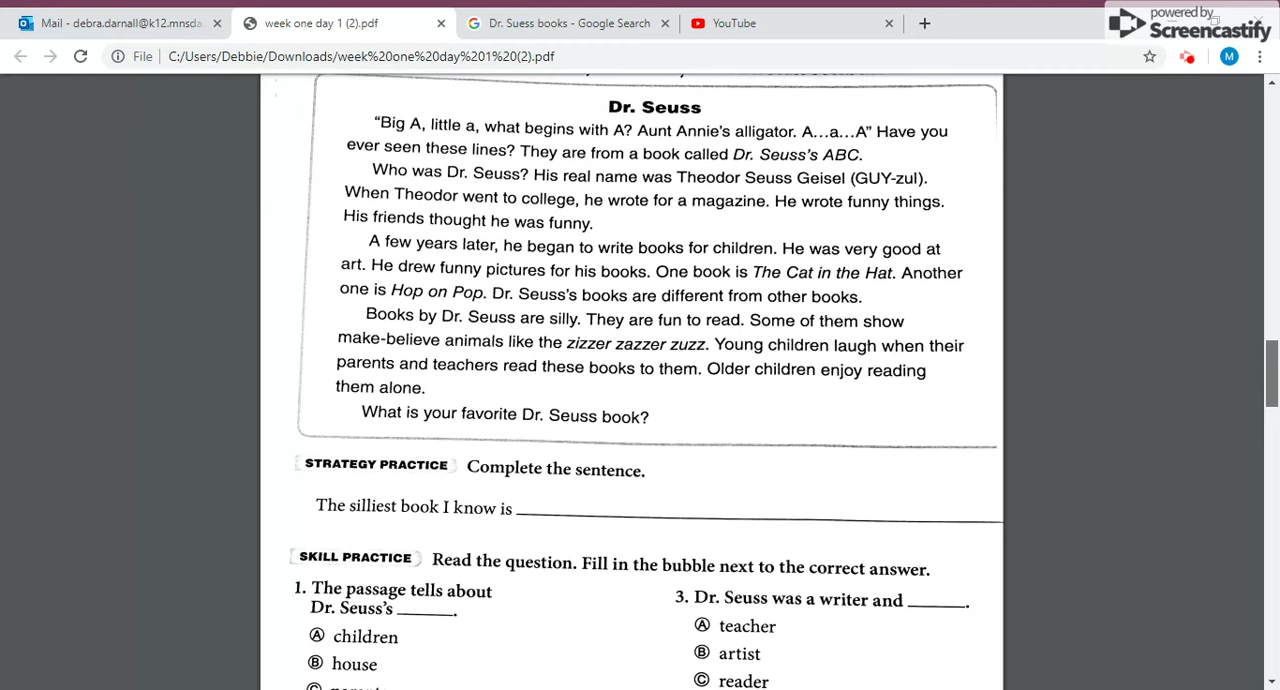 Mail - debra.darnall@k12.mnsda
week one day 1 (2).pdf
Dr. Suess books - Google Search
YouTube
powered by
Screencastify
File
C:/Users/Debbie/Downloads/week%20one%20day%201%20(2).pdf
M
Dr. Seuss
“Big A, little a, what begins with A? Aunt Annie's alligator. A...a...A” Have you
ever seen these lines? They are from a book called Dr. Seuss's ABC.
Who was Dr. Seuss? His real name was Theodor Seuss Geisel (GUY-zul).
When Theodor went to college, he wrote for a magazine. He wrote funny things.
His friends thought he was funny.
A few years later, he began to write books for children. He was very good at
art. He drew funny pictures for his books. One book is The Cat in the Hat. Another
one is Hop on Pop. Dr. Seuss's books are different from other books.
Books by Dr. Seuss are silly. They are fun to read. Some of them show
make-believe animals like the zizzer zazzer zuzz. Young children laugh when their
parents and teachers read these books to them. Older children enjoy reading
them alone.
What is your favorite Dr. Seuss book?
STRATEGY PRACTICE Complete the sentence.
The silliest book I know is
SKILL PRACTICE Read the question. Fill in the bubble next to the correct answer.
1. The passage tells about
Dr. Seuss's ______.
Ⓐ children
Ⓑ house
3. Dr. Seuss was a writer and ______.
Ⓐ teacher
Ⓑ artist
Ⓒ reader